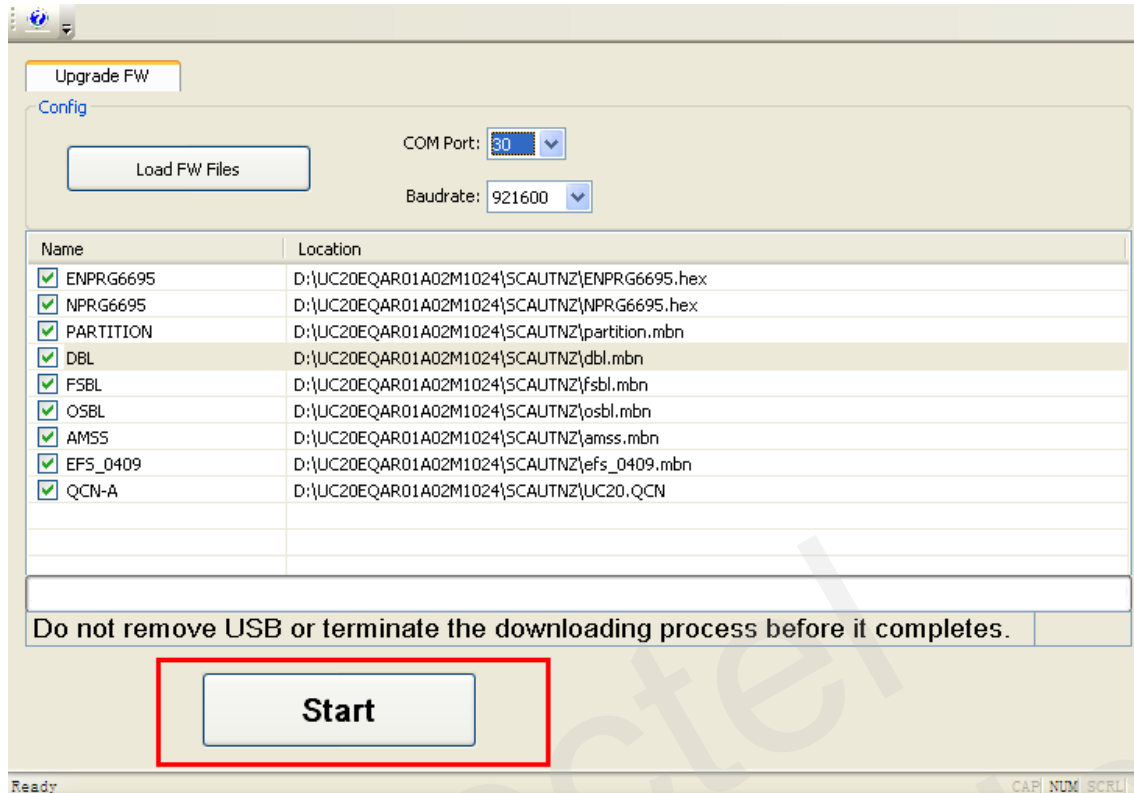 Upgrade FW
Config
Load FW Files
COM Port: 30
Baudrate: 921600
Name Location
ENPRG6695 D:\UC20EQAR01A02M1024\SCAUTNZ\ENPRG6695.hex
NPRG6695 D:\UC20EQAR01A02M1024\SCAUTNZ\NPRG6695.hex
PARTITION D:\UC20EQAR01A02M1024\SCAUTNZ\partition.mbn
DBL D:\UC20EQAR01A02M1024\SCAUTNZ\dbl.mbn
FSBL D:\UC20EQAR01A02M1024\SCAUTNZ\fsbl.mbn
OSBL D:\UC20EQAR01A02M1024\SCAUTNZ\osbl.mbn
AMSS D:\UC20EQAR01A02M1024\SCAUTNZ\amss.mbn
EFS_0409 D:\UC20EQAR01A02M1024\SCAUTNZ\efs_0409.mbn
QCN-A D:\UC20EQAR01A02M1024\SCAUTNZ\UC20.QCN
Do not remove USB or terminate the downloading process before it completes.
Start
Ready CAP NUM SCRL